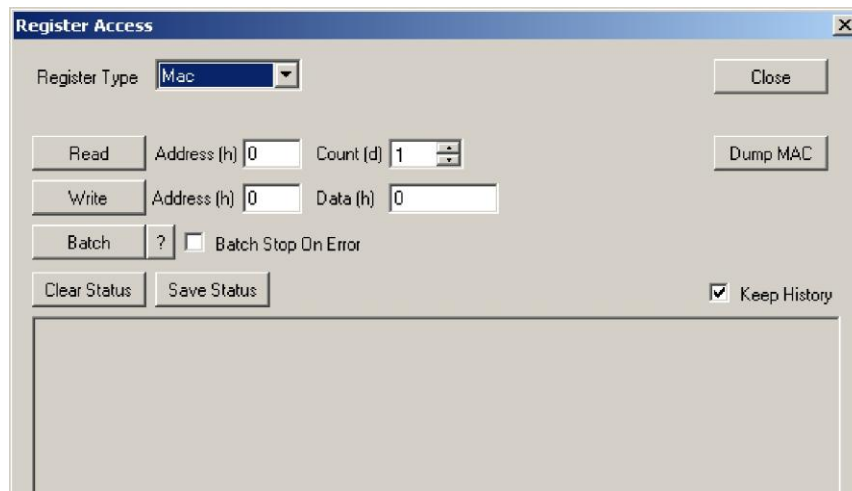 Register Access
Register Type Mac Close
Read Address (h) 0 Count (d) 1 Dump MAC
Write Address (h) 0 Data (h) 0
Batch ? Batch Stop On Error
Clear Status Save Status Keep History